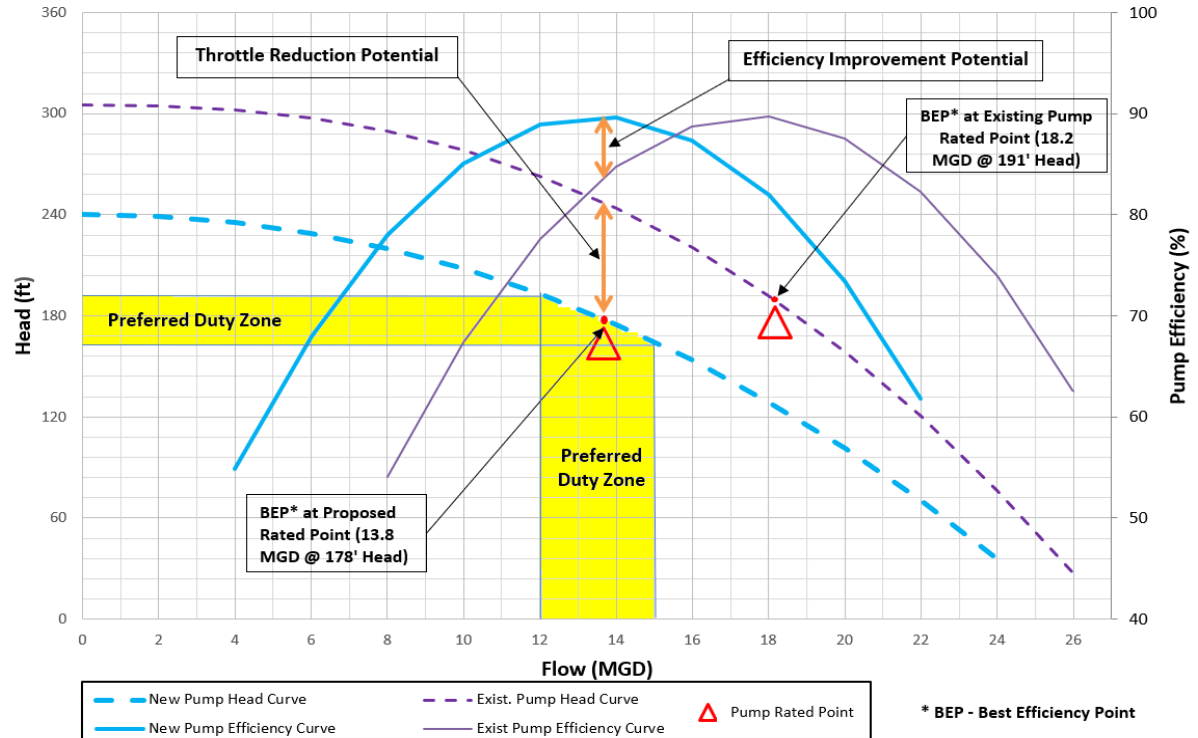 360
300
240
180
120
60
0
Head (ft)
100
90
80
70
60
50
40
Pump Efficiency (%)
Throttle Reduction Potential
Efficiency Improvement Potential
BEP* at Existing Pump
Rated Point (18.2
MGD @ 191' Head)
Preferred Duty Zone
Preferred
Duty Zone
BEP* at Proposed
Rated Point (13.8
MGD @ 178' Head)
0 2 4 6 8 10 12 14 16 18 20 22 24 26
Flow (MGD)
New Pump Head Curve
Exist. Pump Head Curve
New Pump Efficiency Curve
Exist Pump Efficiency Curve
Pump Rated Point
* BEP - Best Efficiency Point